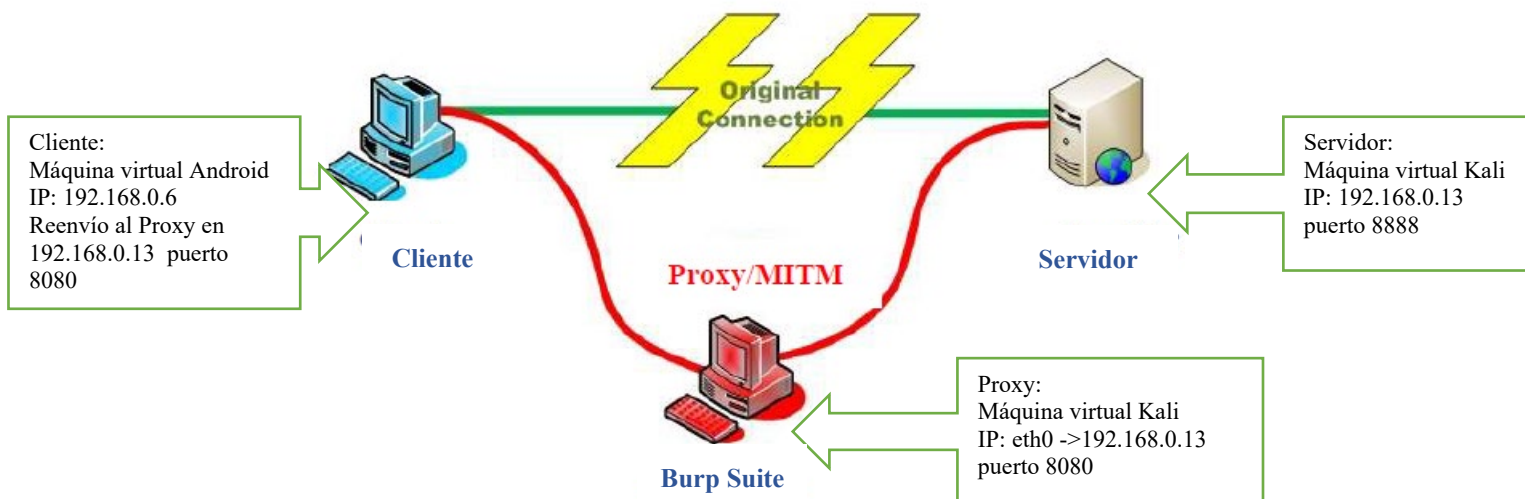 Original
Connection
Cliente:
Máquina virtual Android
IP: 192.168.0.6
Reenvío al Proxy en
192.168.0.13 puerto
8080
Cliente
Servidor:
Máquina virtual Kali
IP: 192.168.0.13
puerto 8888
Servidor
Proxy/MITM
Proxy:
Máquina virtual Kali
IP: eth0 ->192.168.0.13
puerto 8080
Burp Suite